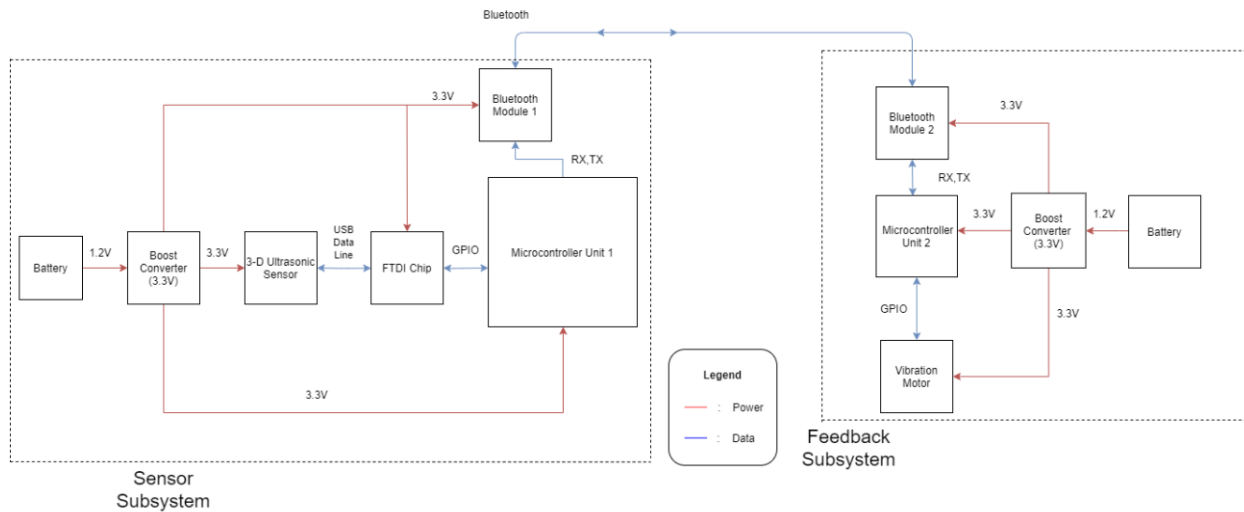 Bluetooth
3.3V
Bluetooth
Module 1
RX,TX
Battery
1.2V
Boost
Converter
(3.3V)
3.3V
3-D Ultrasonic
Sensor
USB
Data
Line
FTDI Chip
GPIO
Microcontroller Unit 1
3.3V
Sensor
Subsystem
Legend
: Power
: Data
Bluetooth
Module 2
3.3V
RX,TX
Microcontroller
Unit 2
3.3V
Boost
Converter
(3.3V)
1.2V
Battery
GPIO
3.3V
Vibration
Motor
Feedback
Subsystem